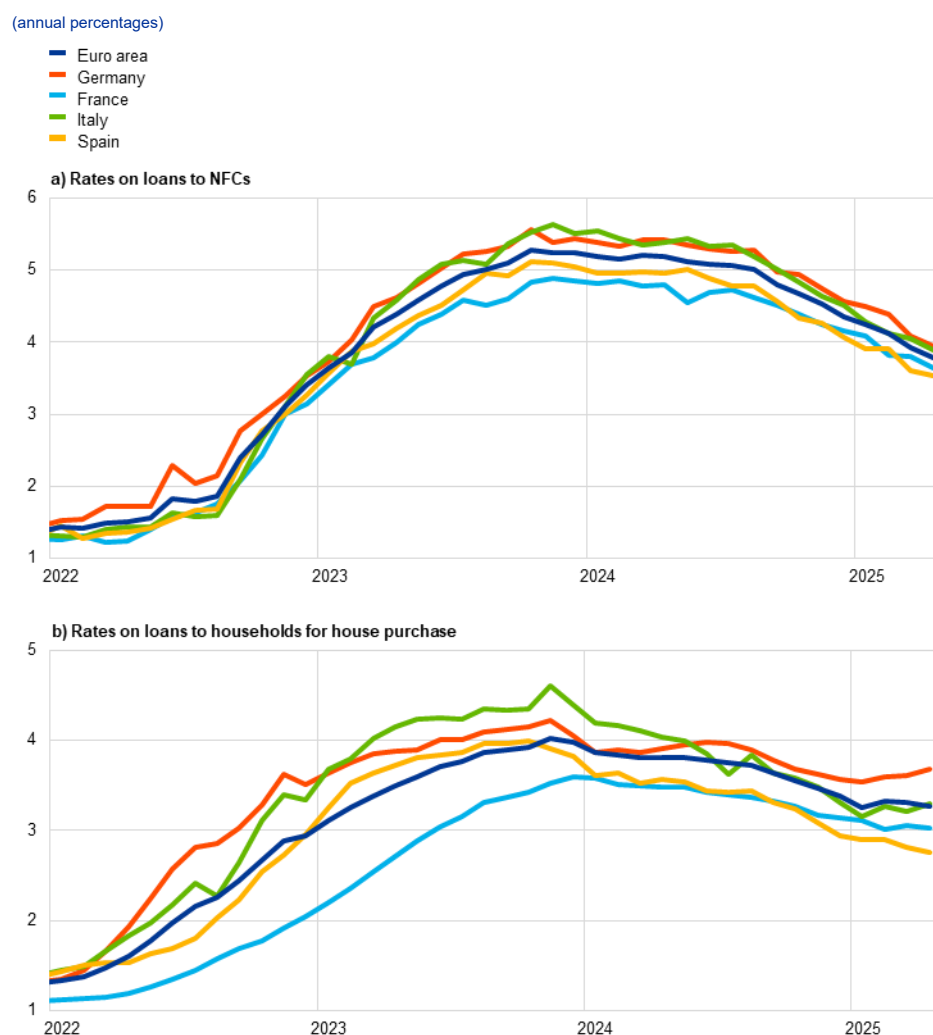 (annual percentages)
Euro area
Germany
France
Italy
Spain
a) Rates on loans to NFCs
6
5
4
3
2
1
2022 2023 2024 2025
b) Rates on loans to households for house purchase
5
4
3
2
1
2022 2023 2024 2025